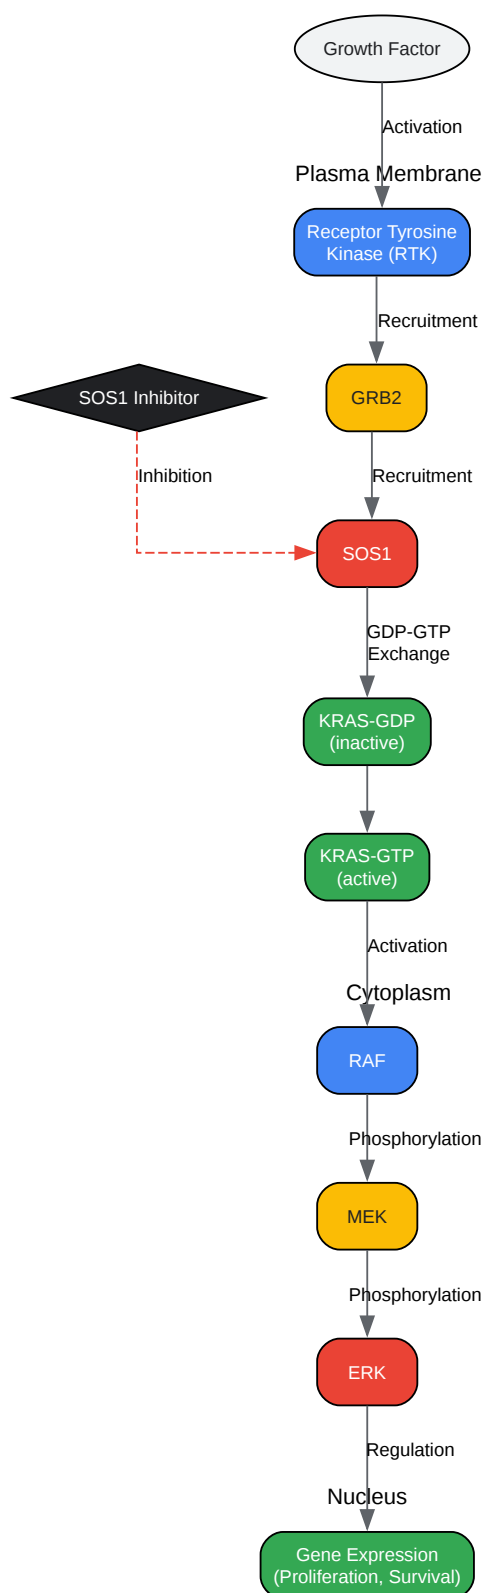 Growth Factor
Activation
Plasma Membrane
Receptor Tyrosine
Kinase (RTK)
Recruitment
SOS1 Inhibitor
GRB2
Inhibition
Recruitment
SOS1
GDP-GTP
Exchange
KRAS-GDP
(inactive)
KRAS-GTP
(active)
Activation
Cytoplasm
RAF
Phosphorylation
MEK
Phosphorylation
ERK
Regulation
Nucleus
Gene Expression
(Proliferation, Survival)